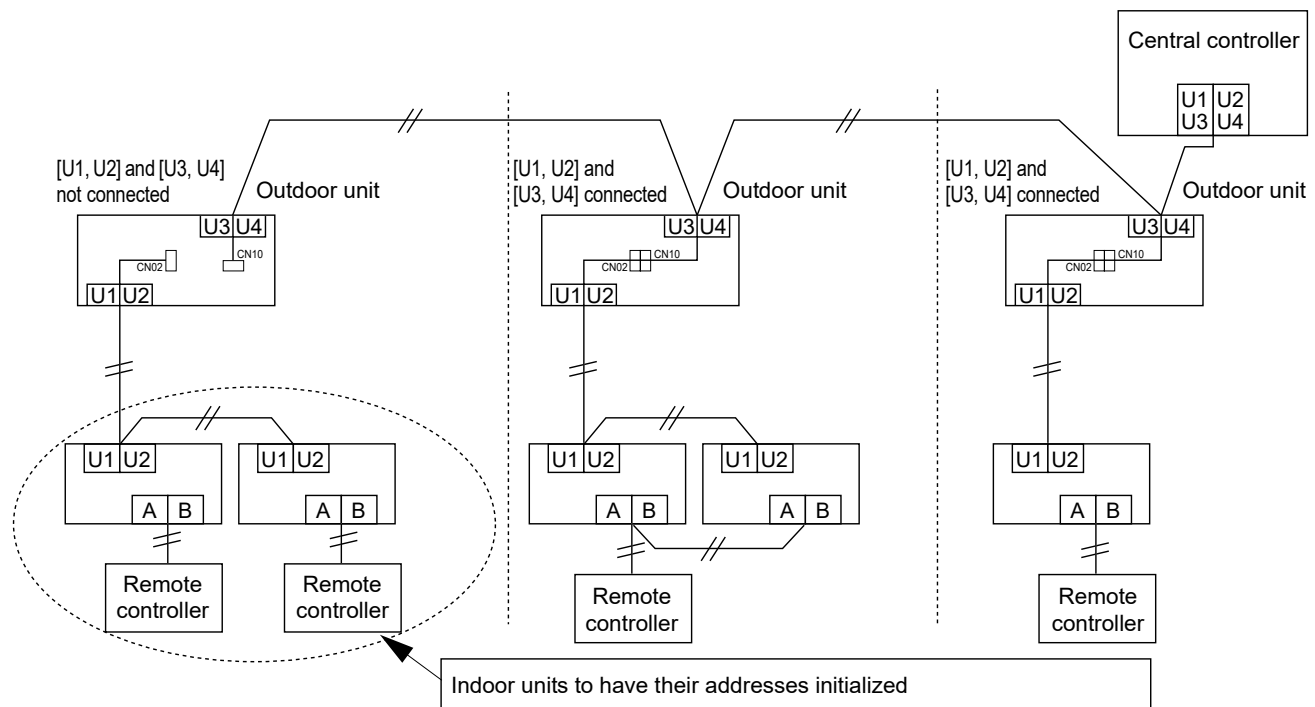 Central controller
U1 U2
U3 U4
[U1, U2] and [U3, U4]
not connected
Outdoor unit
[U1, U2] and
[U3, U4] connected
Outdoor unit
[U1, U2] and
[U3, U4] connected
Outdoor unit
U3 U4
CN02
CN10
U1 U2
U3 U4
CN02
CN10
U1 U2
U3 U4
CN02
CN10
U1 U2
U1 U2
A B
U1 U2
A B
U1 U2
A B
U1 U2
A B
U1 U2
A B
Remote
controller
Remote
controller
Remote
controller
Remote
controller
Indoor units to have their addresses initialized